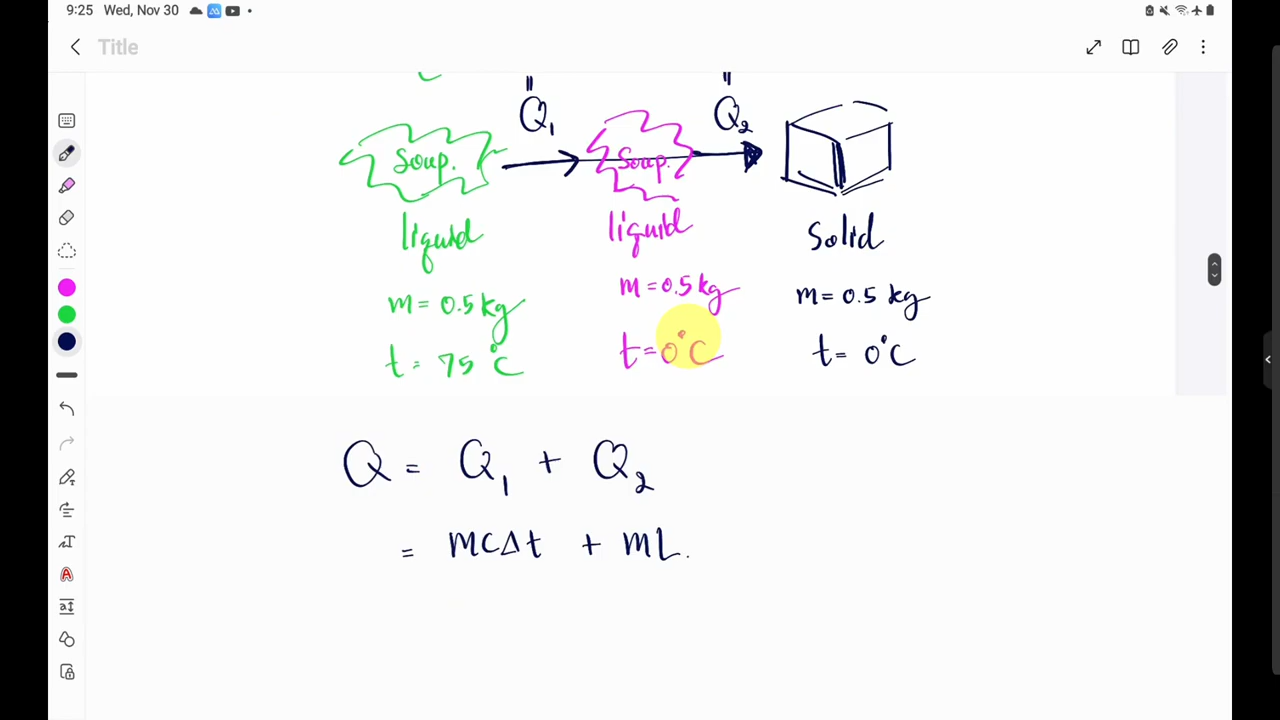 9:25 Wed, Nov 30
Title
Q1 Q2
Soup. Soup.
liquid liquid Solid
m = 0.5 kg m = 0.5 kg m = 0.5 kg
t = 75 °C t = 0°C t = 0°C
Q = Q1 + Q2
= mcΔt + mL.